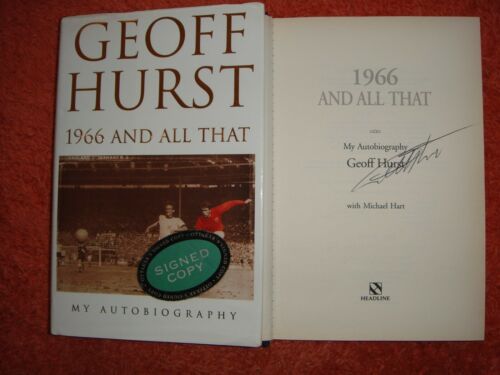 GEOFF
HURST
1966 AND ALL THAT
SIGNED
COPY
MY AUTOBIOGRAPHY
1966
AND ALL THAT
My Autobiography
Geoff Hurst
with Michael Hart
HEADLINE